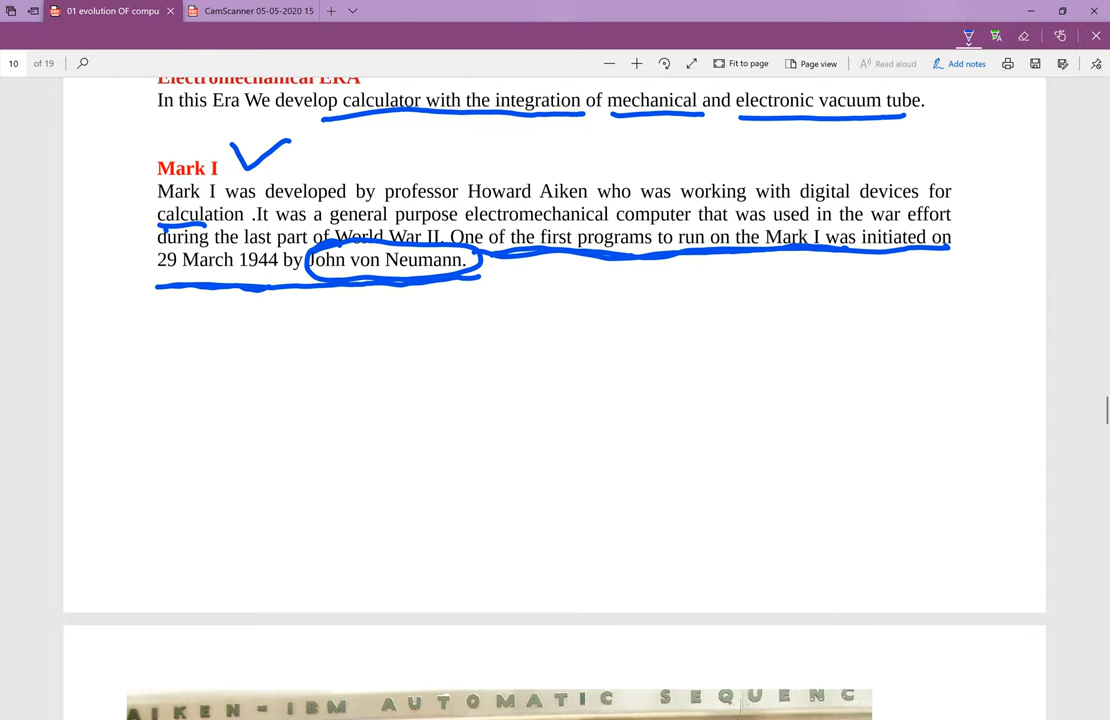 01 evolution OF compu
CamScanner 05-05-2020 15
10 of 19
Fit to page
Page view
Read aloud
Add notes
Electromechanical ERA
In this Era We develop calculator with the integration of mechanical and electronic vacuum tube.
Mark I
Mark I was developed by professor Howard Aiken who was working with digital devices for
calculation .It was a general purpose electromechanical computer that was used in the war effort
during the last part of World War II. One of the first programs to run on the Mark I was initiated on
29 March 1944 by John von Neumann.
AIKEN - IBM AUTOMATIC SEQUENC